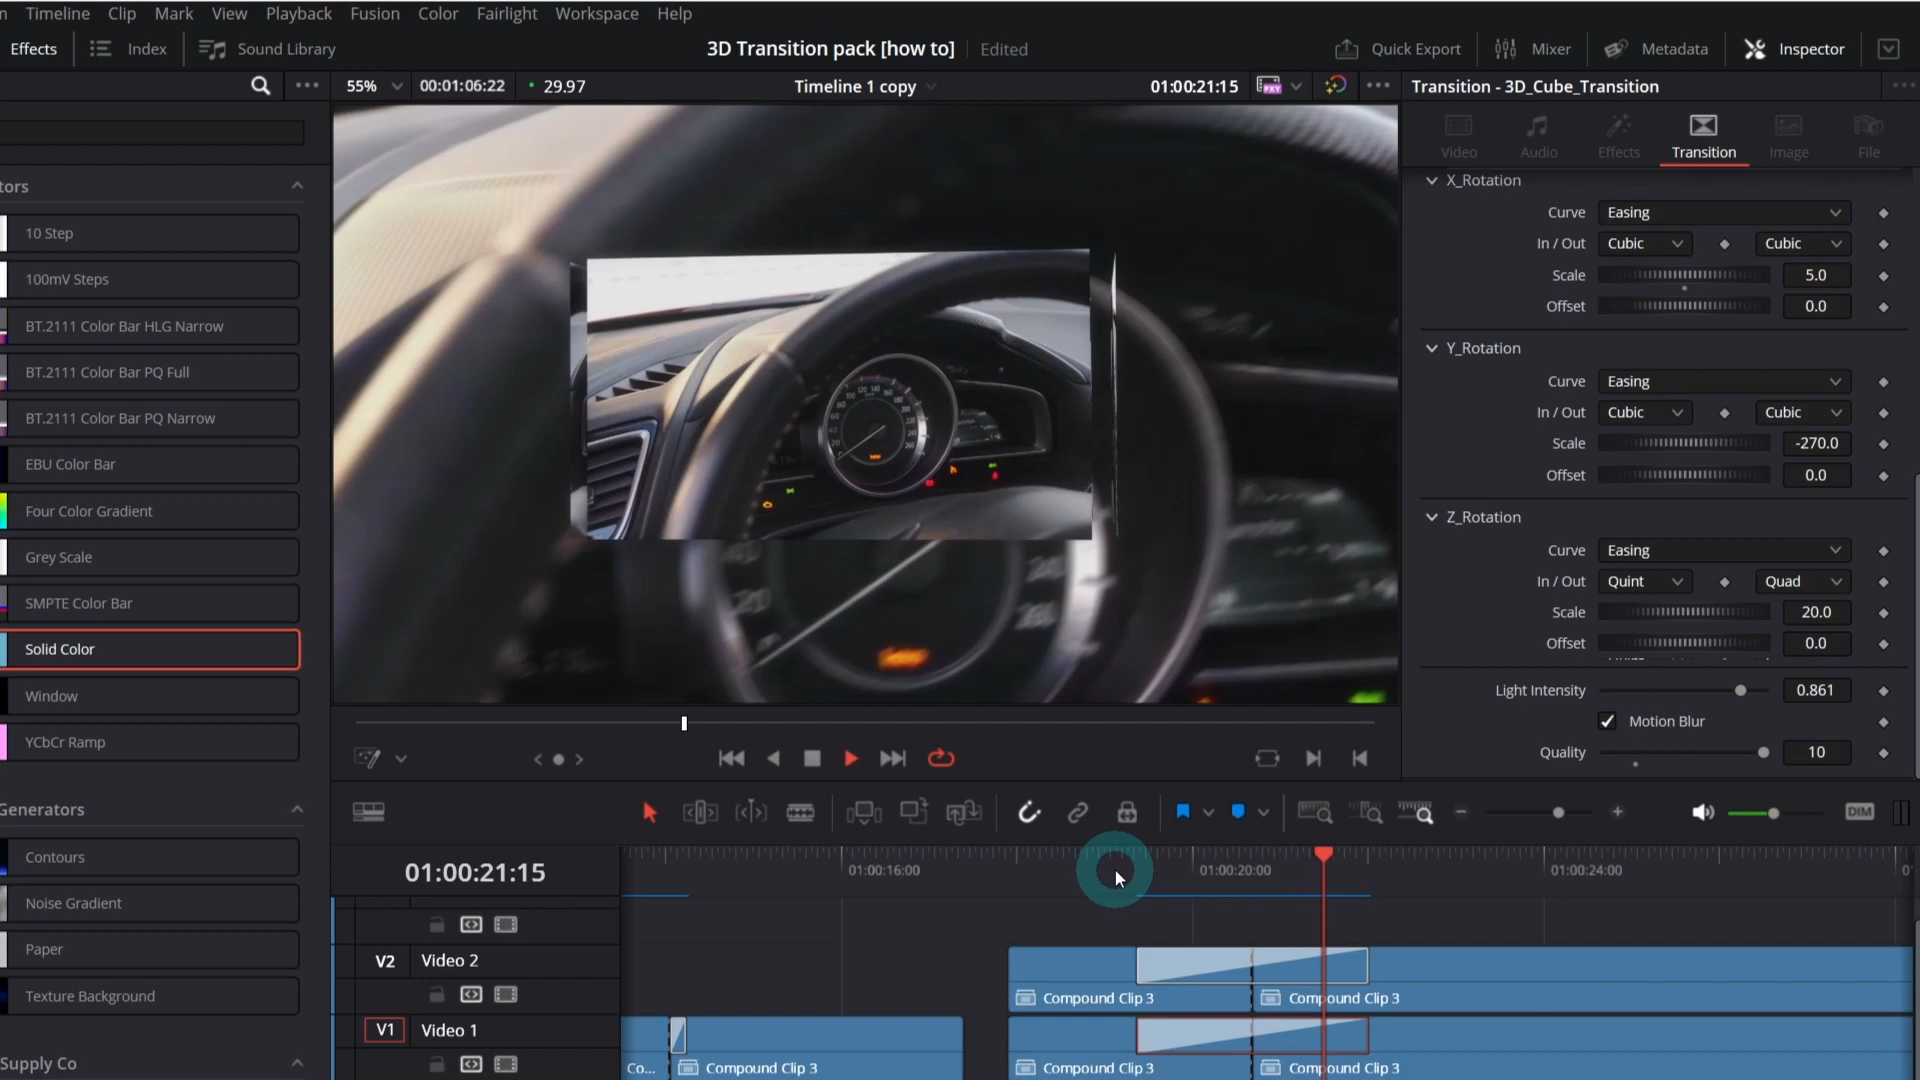 Timeline Clip Mark View Playback Fusion Color Fairlight Workspace Help
Effects Index Sound Library 3D Transition pack [how to] Edited Quick Export Mixer Metadata Inspector
55% 00:01:06:22 29.97 Timeline 1 copy 01:00:21:15 Transition - 3D_Cube_Transition
Video Audio Effects Transition Image File
tors
10 Step
100mV Steps
BT.2111 Color Bar HLG Narrow
BT.2111 Color Bar PQ Full
BT.2111 Color Bar PQ Narrow
EBU Color Bar
Four Color Gradient
Grey Scale
SMPTE Color Bar
Solid Color
Window
YCbCr Ramp
Generators
Contours
Noise Gradient
Paper
Texture Background
Supply Co
X_Rotation
Curve Easing
In / Out Cubic Cubic
Scale 5.0
Offset 0.0
Y_Rotation
Curve Easing
In / Out Cubic Cubic
Scale -270.0
Offset 0.0
Z_Rotation
Curve Easing
In / Out Quint Quad
Scale 20.0
Offset 0.0
Light Intensity 0.861
Motion Blur
Quality 10
DIM
01:00:21:15 01:00:16:00 01:00:20:00 01:00:24:00
V2 Video 2
Compound Clip 3 Compound Clip 3
V1 Video 1
Co... Compound Clip 3 Compound Clip 3 Compound Clip 3